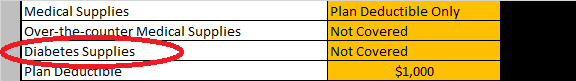 Medical Supplies Plan Deductible Only
Over-the-counter Medical Supplies Not Covered
Diabetes Supplies Not Covered
Plan Deductible $1,000